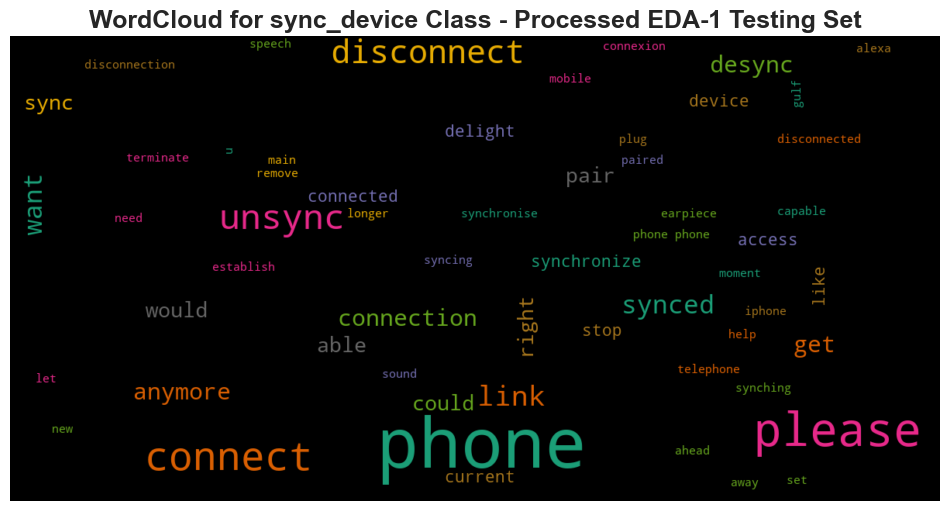 WordCloud for sync_device Class - Processed EDA-1 Testing Set
speech
disconnect
connexion
alexa
disconnection
mobile
desync
sync
device
gulf
delight
plug
disconnected
terminate
u
main
paired
remove
pair
want
connected
need
unsync
longer
synchronise
earpiece
capable
phone phone
access
establish
syncing
synchronize
moment
like
would
connection
right
synced
iphone
stop
able
help
get
let
sound
telephone
anymore
could
link
synching
new
connect
phone
please
current
ahead
away
set